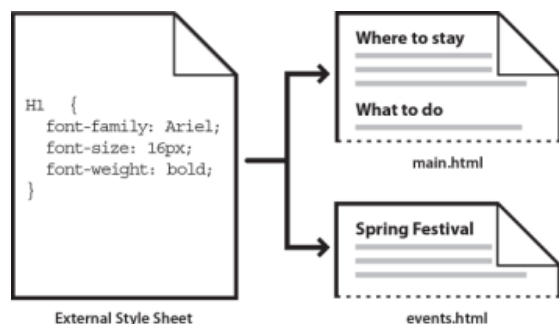 H1 {
font-family: Ariel;
font-size: 16px;
font-weight: bold;
}
External Style Sheet
Where to stay
What to do
main.html
Spring Festival
events.html